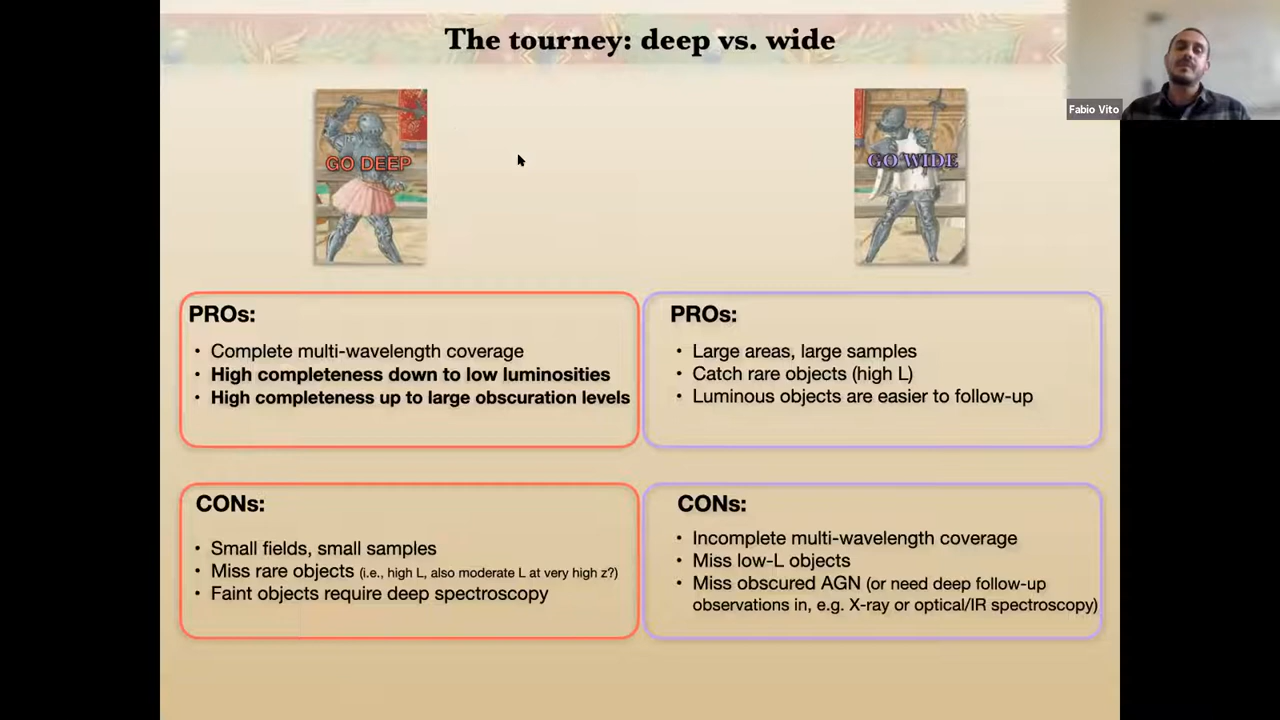 The tourney: deep vs. wide
Fabio Vito
GO DEEP
GO WIDE
PROs:
• Complete multi-wavelength coverage
• High completeness down to low luminosities
• High completeness up to large obscuration levels
PROs:
• Large areas, large samples
• Catch rare objects (high L)
• Luminous objects are easier to follow-up
CONs:
• Small fields, small samples
• Miss rare objects (i.e., high L, also moderate L at very high z?)
• Faint objects require deep spectroscopy
CONs:
• Incomplete multi-wavelength coverage
• Miss low-L objects
• Miss obscured AGN (or need deep follow-up
observations in, e.g. X-ray or optical/IR spectroscopy)